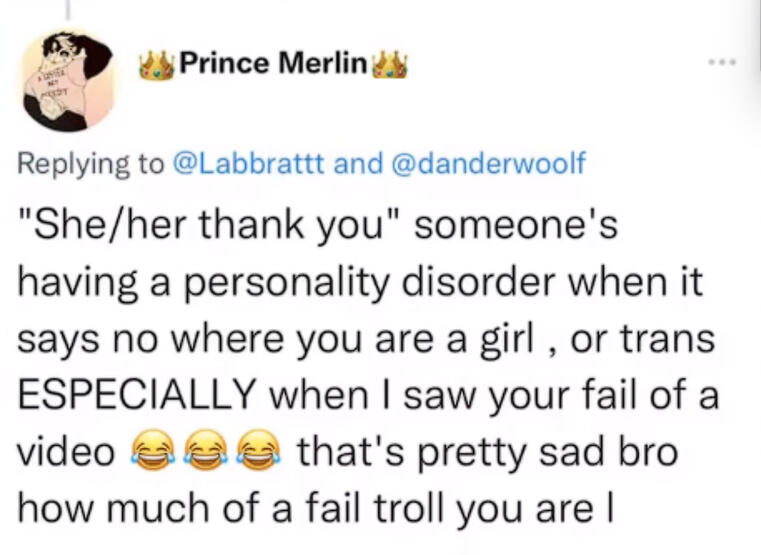 👑Prince Merlin👑
Replying to @Labbrattt and @danderwoolf
"She/her thank you" someone's
having a personality disorder when it
says no where you are a girl , or trans
ESPECIALLY when I saw your fail of a
video 😂😂😂 that's pretty sad bro
how much of a fail troll you are I